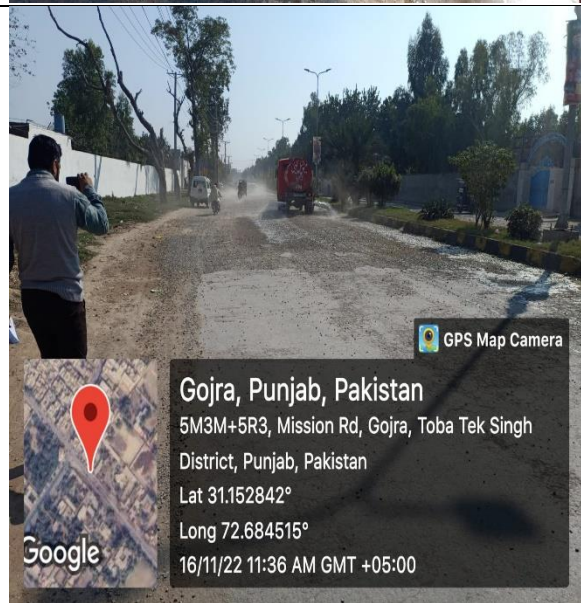 GPS Map Camera
Gojra, Punjab, Pakistan
5M3M+5R3, Mission Rd, Gojra, Toba Tek Singh
District, Punjab, Pakistan
Lat 31.152842°
Long 72.684515°
16/11/22 11:36 AM GMT +05:00
Google